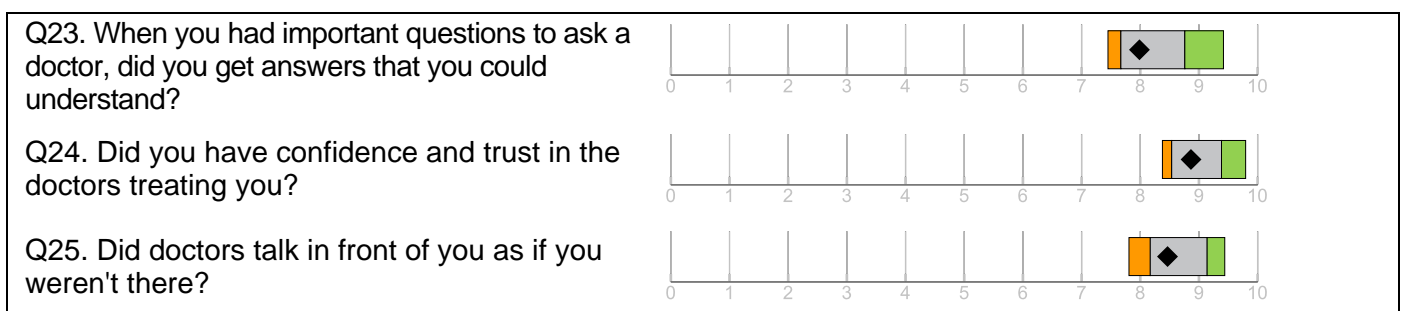 Q23. When you had important questions to ask a
doctor, did you get answers that you could
understand?
0 1 2 3 4 5 6 7 8 9 10
Q24. Did you have confidence and trust in the
doctors treating you?
0 1 2 3 4 5 6 7 8 9 10
Q25. Did doctors talk in front of you as if you
weren't there?
0 1 2 3 4 5 6 7 8 9 10